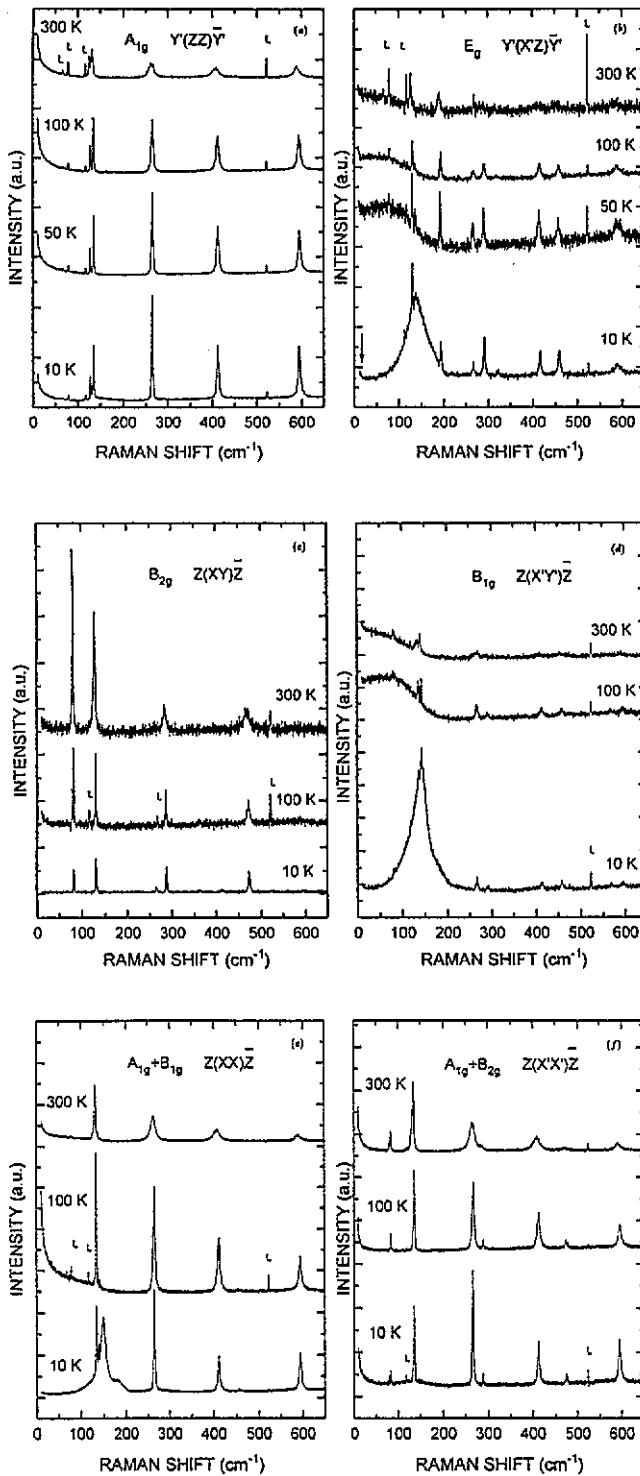 (a)
A1g Y'(ZZ)Y̅'
300 K
L
L
L
L
100 K
50 K
10 K
INTENSITY (a.u.)
0 100 200 300 400 500 600
RAMAN SHIFT (cm-1)
(b)
Eg Y'(X'Z)Y̅'
L
L
L
300 K
100 K
50 K
10 K
INTENSITY (a.u.)
0 100 200 300 400 500 600
RAMAN SHIFT (cm-1)
(c)
B2g Z(XY)Z̅
300 K
L
L
L
100 K
10 K
INTENSITY (a.u.)
0 100 200 300 400 500 600
RAMAN SHIFT (cm-1)
(d)
B1g Z(X'Y')Z̅
300 K
100 K
L
10 K
INTENSITY (a.u.)
0 100 200 300 400 500 600
RAMAN SHIFT (cm-1)
(e)
A1g+B1g Z(XX)Z̅
300 K
100 K
L
L
L
10 K
INTENSITY (a.u.)
0 100 200 300 400 500 600
RAMAN SHIFT (cm-1)
(f)
A1g+B2g Z(X'X')Z̅
300 K
100 K
10 K
L
L
INTENSITY (a.u.)
0 100 200 300 400 500 600
RAMAN SHIFT (cm-1)